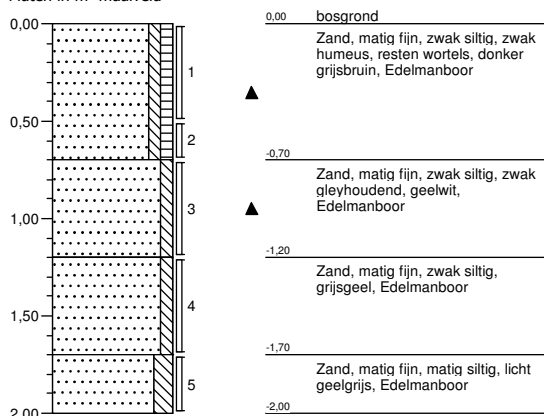 0,00
0,50
1,00
1,50
2,00
1
2
3
4
5
0,00 bosgrond
Zand, matig fijn, zwak siltig, zwak
humeus, resten wortels, donker
grijsbruin, Edelmanboor
-0,70
Zand, matig fijn, zwak siltig, zwak
gleyhoudend, geelwit,
Edelmanboor
-1,20
Zand, matig fijn, zwak siltig,
grijsgeel, Edelmanboor
-1,70
Zand, matig fijn, matig siltig, licht
geelgrijs, Edelmanboor
-2,00